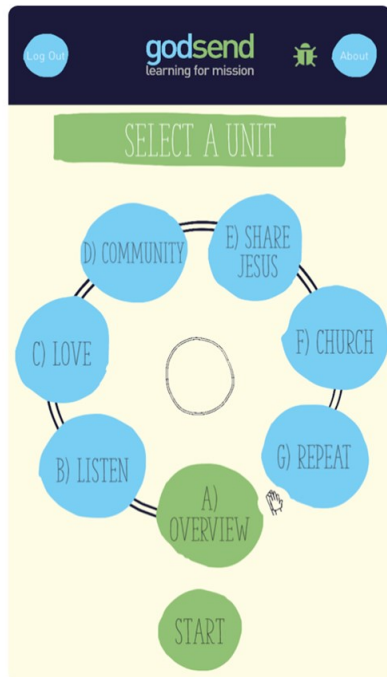 Log Out
godsend
learning for mission
About
SELECT A UNIT
D) COMMUNITY
E) SHARE
JESUS
C) LOVE
F) CHURCH
B) LISTEN
G) REPEAT
A)
OVERVIEW
START